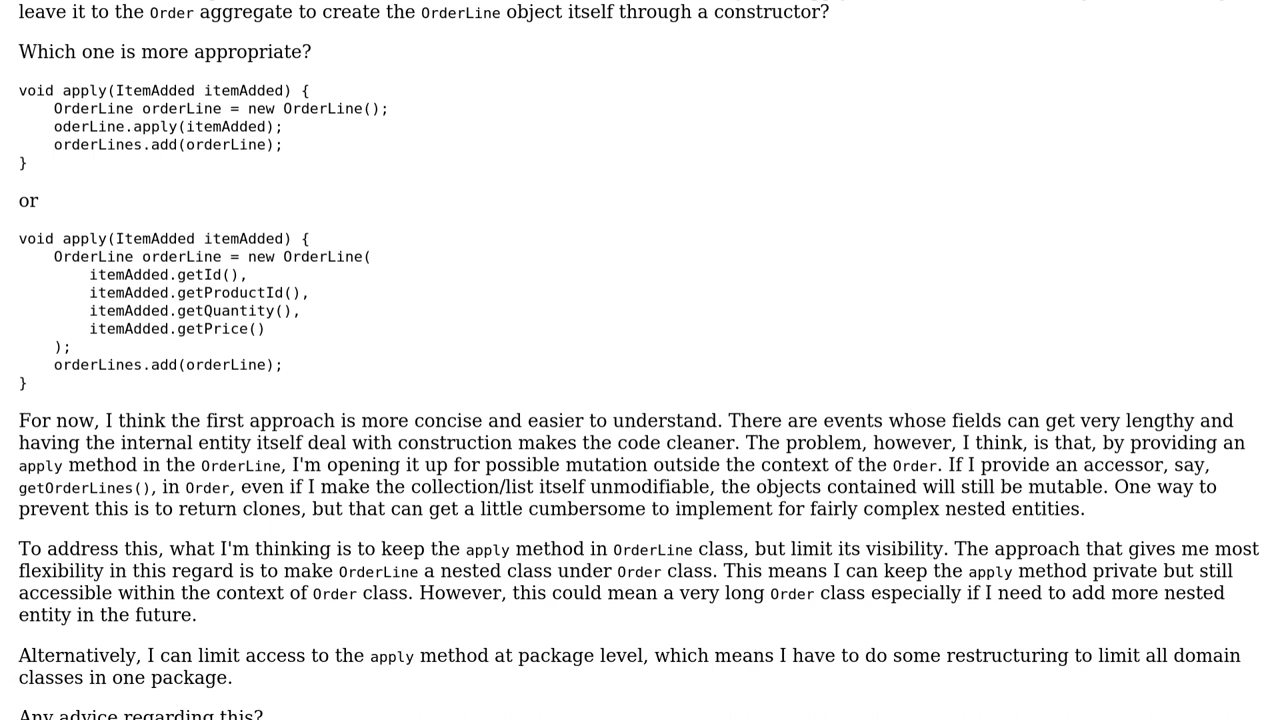 leave it to the Order aggregate to create the OrderLine object itself through a constructor?
Which one is more appropriate?
void apply(ItemAdded itemAdded) {
    OrderLine orderLine = new OrderLine();
    oderLine.apply(itemAdded);
    orderLines.add(orderLine);
}
or
void apply(ItemAdded itemAdded) {
    OrderLine orderLine = new OrderLine(
        itemAdded.getId(),
        itemAdded.getProductId(),
        itemAdded.getQuantity(),
        itemAdded.getPrice()
    );
    orderLines.add(orderLine);
}
For now, I think the first approach is more concise and easier to understand. There are events whose fields can get very lengthy and
having the internal entity itself deal with construction makes the code cleaner. The problem, however, I think, is that, by providing an
apply method in the OrderLine, I'm opening it up for possible mutation outside the context of the Order. If I provide an accessor, say,
getOrderLines(), in Order, even if I make the collection/list itself unmodifiable, the objects contained will still be mutable. One way to
prevent this is to return clones, but that can get a little cumbersome to implement for fairly complex nested entities.
To address this, what I'm thinking is to keep the apply method in OrderLine class, but limit its visibility. The approach that gives me most
flexibility in this regard is to make OrderLine a nested class under Order class. This means I can keep the apply method private but still
accessible within the context of Order class. However, this could mean a very long Order class especially if I need to add more nested
entity in the future.
Alternatively, I can limit access to the apply method at package level, which means I have to do some restructuring to limit all domain
classes in one package.
Any advice regarding this?